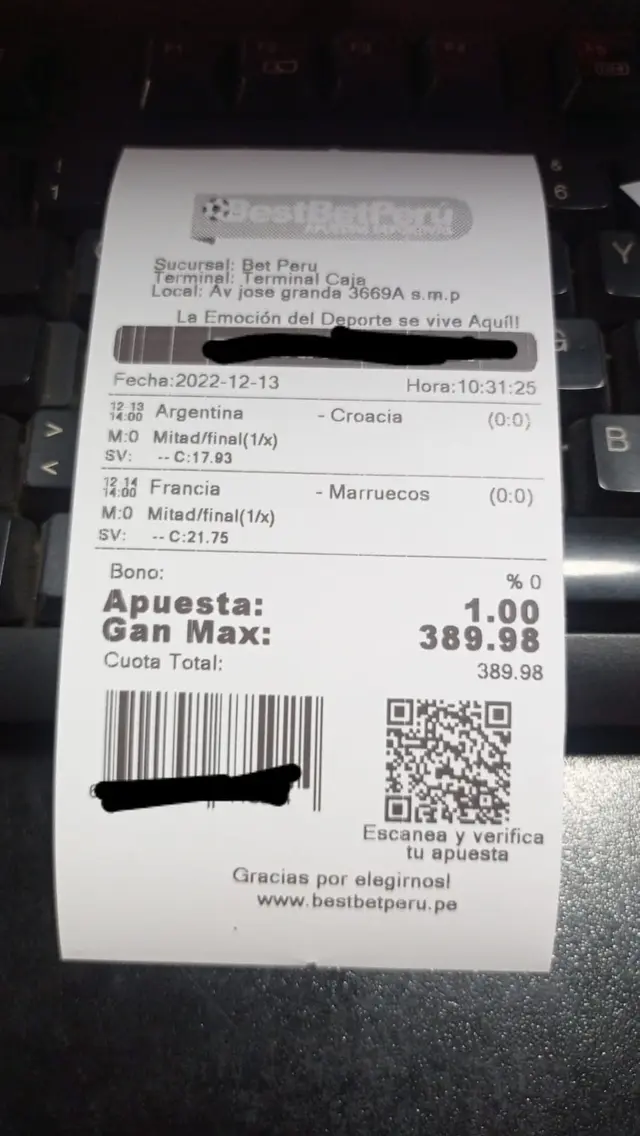 BestBetPerú
APUESTAS DEPORTIVAS
Sucursal: Bet Peru
Terminal: Terminal Caja
Local: Av jose granda 3669A s.m.p
La Emoción del Deporte se vive Aquí!!
Fecha:2022-12-13 Hora:10:31:25
12-13 14:00 Argentina - Croacia (0:0)
M:0 Mitad/final(1/x)
SV: -- C:17.93
12-14 14:00 Francia - Marruecos (0:0)
M:0 Mitad/final(1/x)
SV: -- C:21.75
Bono: % 0
Apuesta: 1.00
Gan Max: 389.98
Cuota Total: 389.98
Escanea y verifica
tu apuesta
Gracias por elegirnos!
www.bestbetperu.pe